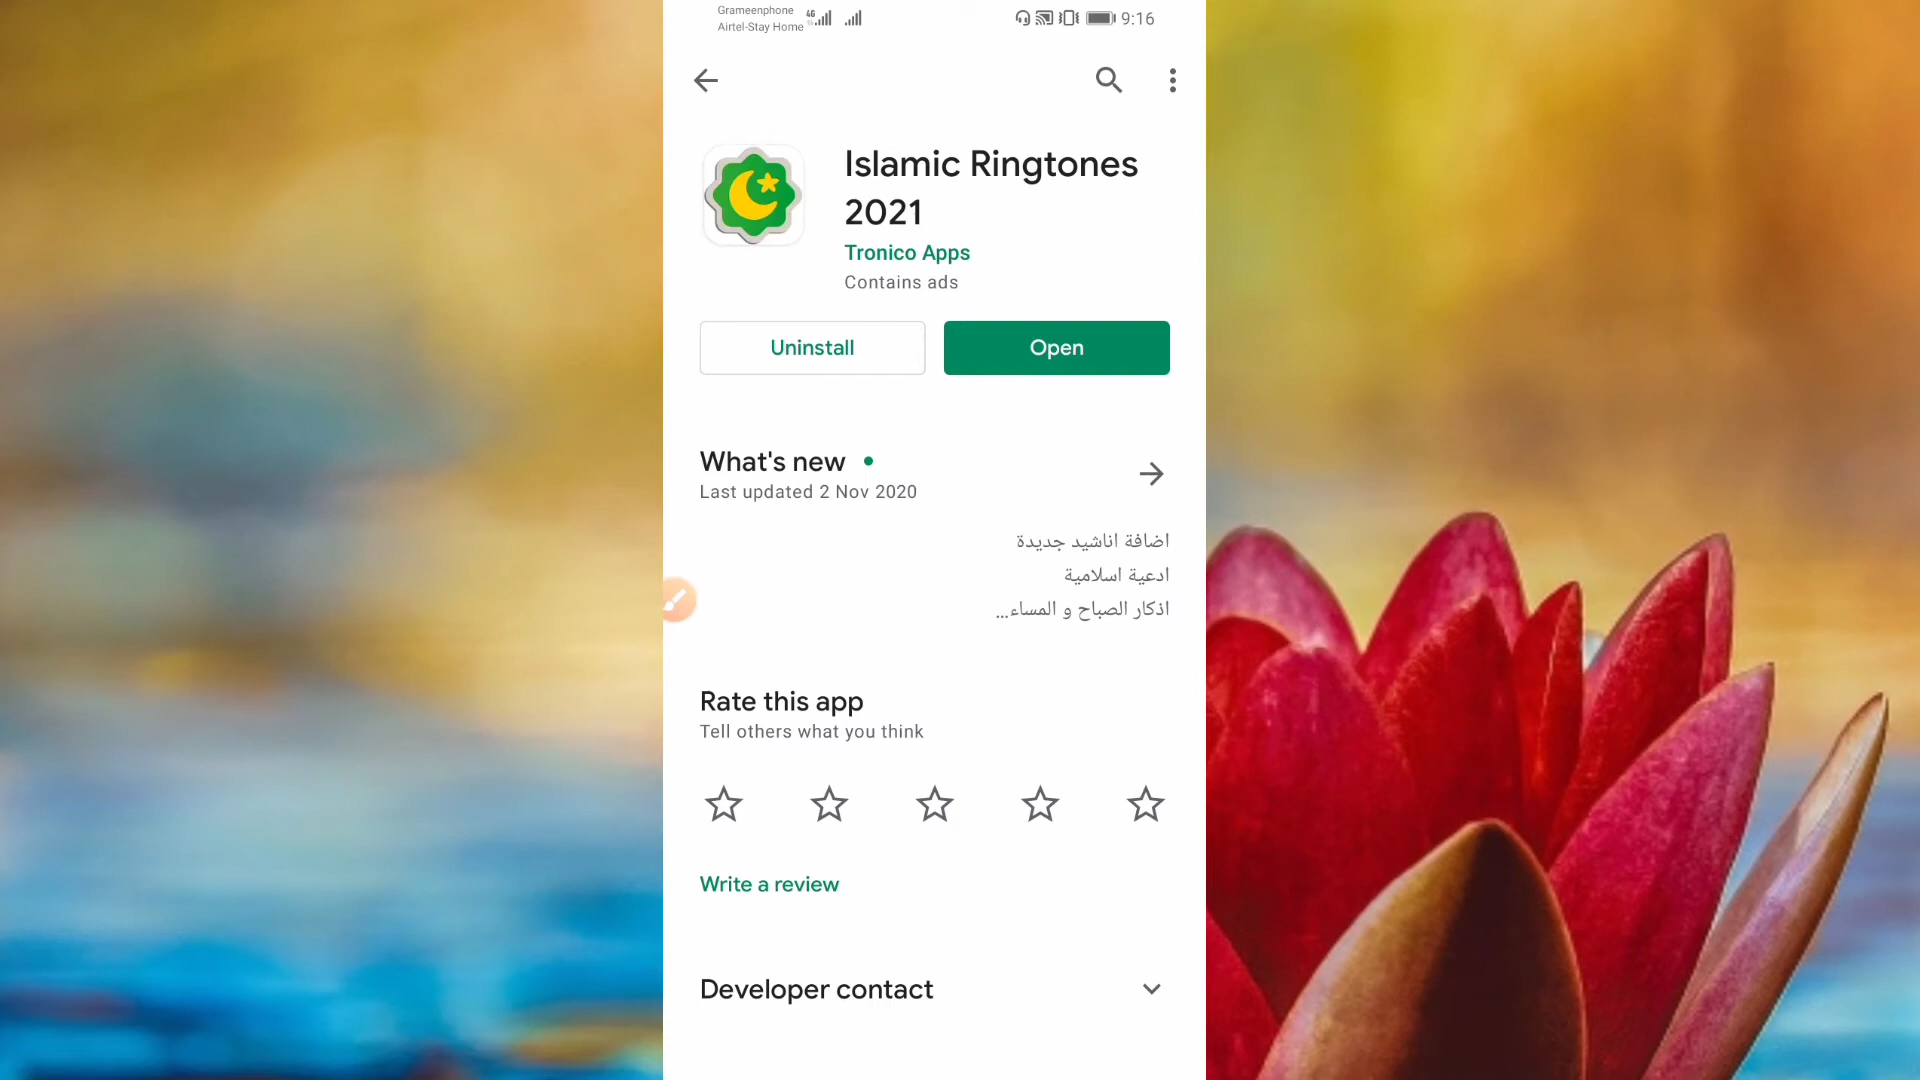 Grameenphone
Airtel-Stay Home
4G
9:16
Islamic Ringtones
2021
Tronico Apps
Contains ads
Uninstall
Open
What's new
Last updated 2 Nov 2020
اضافة اناشيد جديدة
ادعية اسلامية
اذكار الصباح و المساء...
Rate this app
Tell others what you think
Write a review
Developer contact